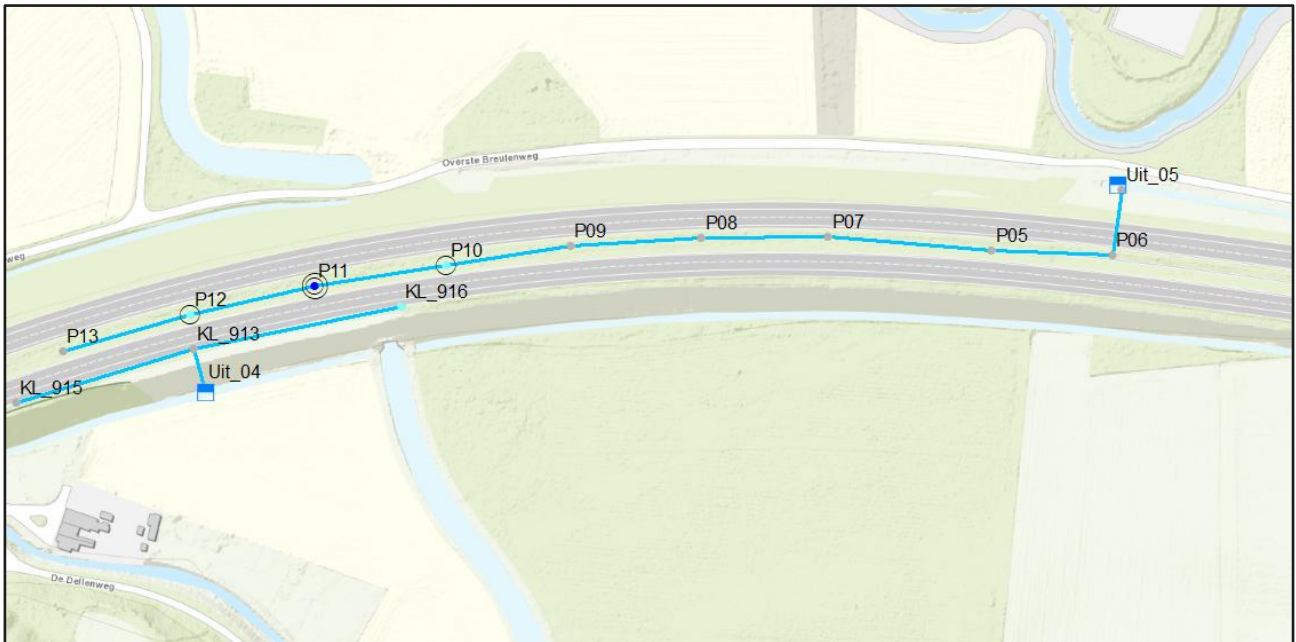 Overste Breulenweg
Uit_05
P09
P08
P07
P05
P06
P10
P11
weg
P12
KL_916
P13
KL_913
Uit_04
KL_915
De Dellenweg